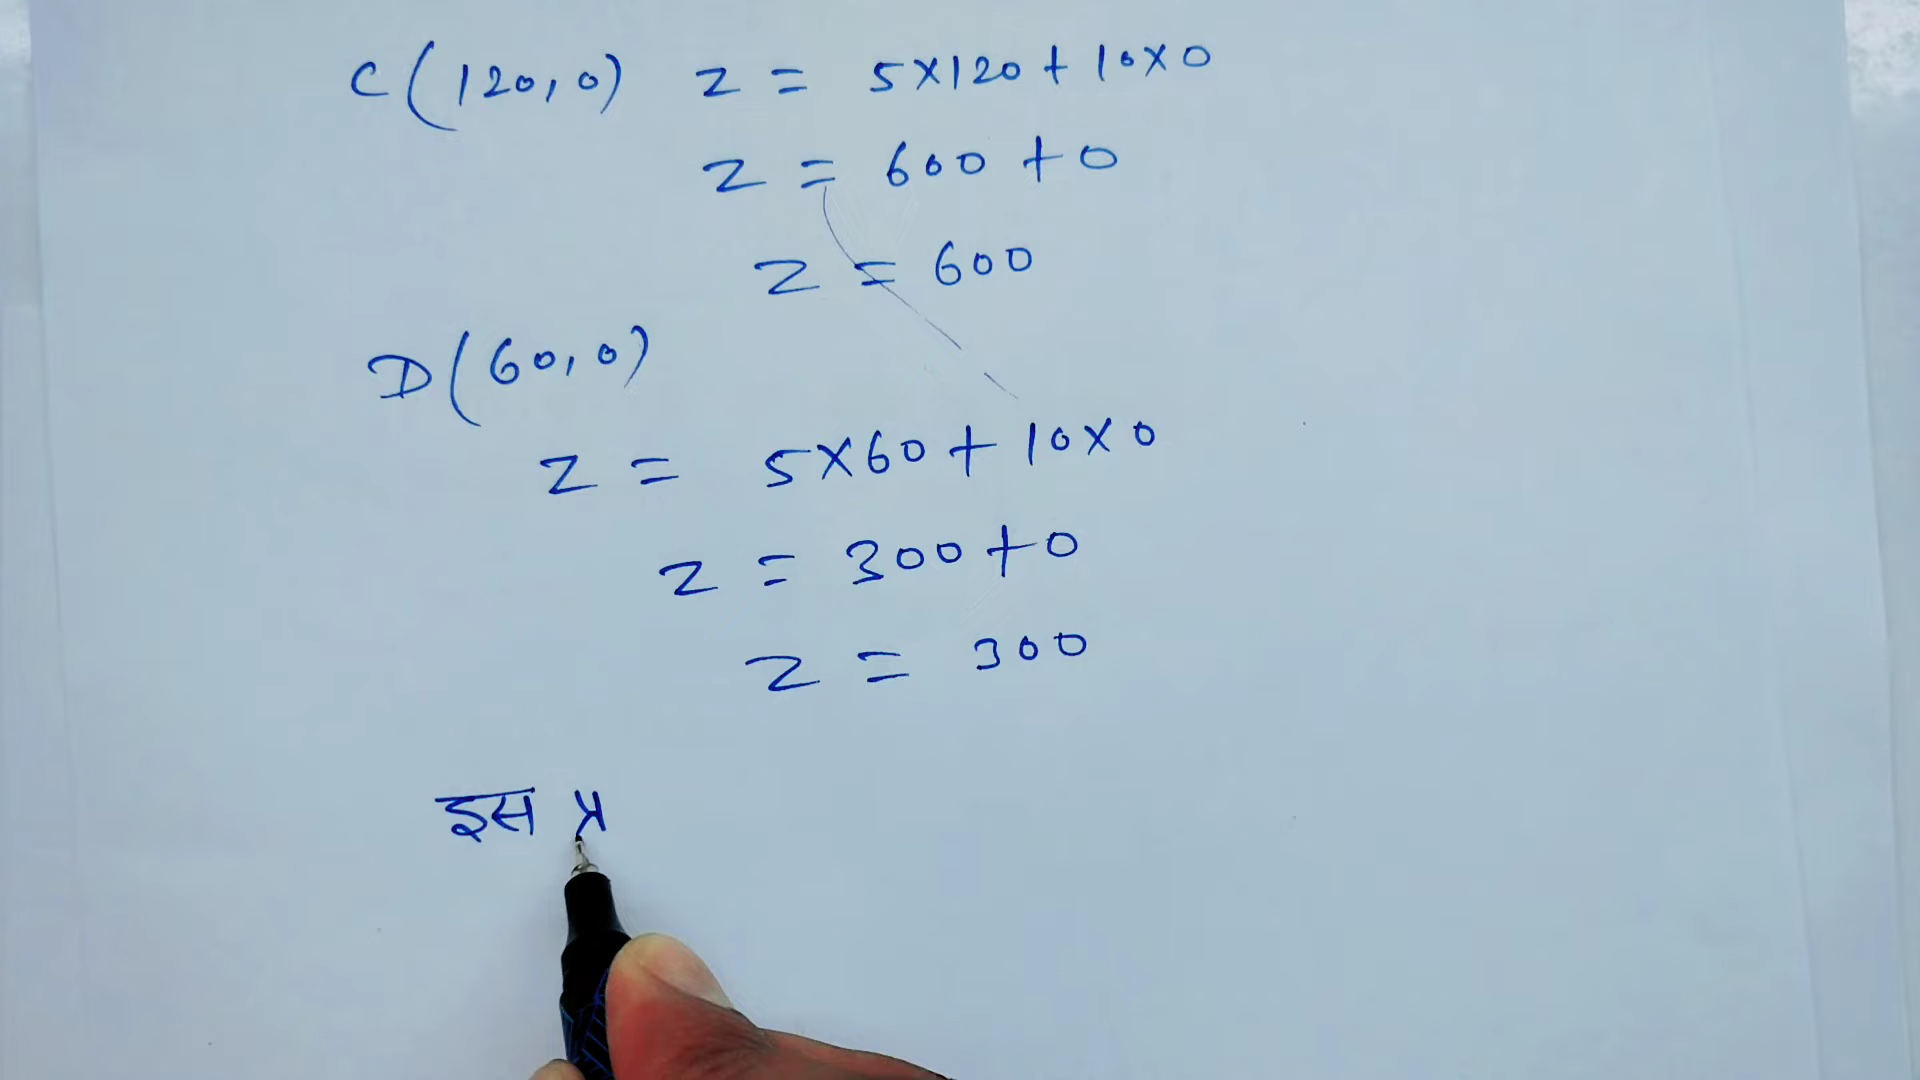 C(120,0) Z = 5×120+10×0
Z = 600+0
Z = 600
D(60,0)
Z = 5×60+10×0
Z = 300+0
Z = 300
इस